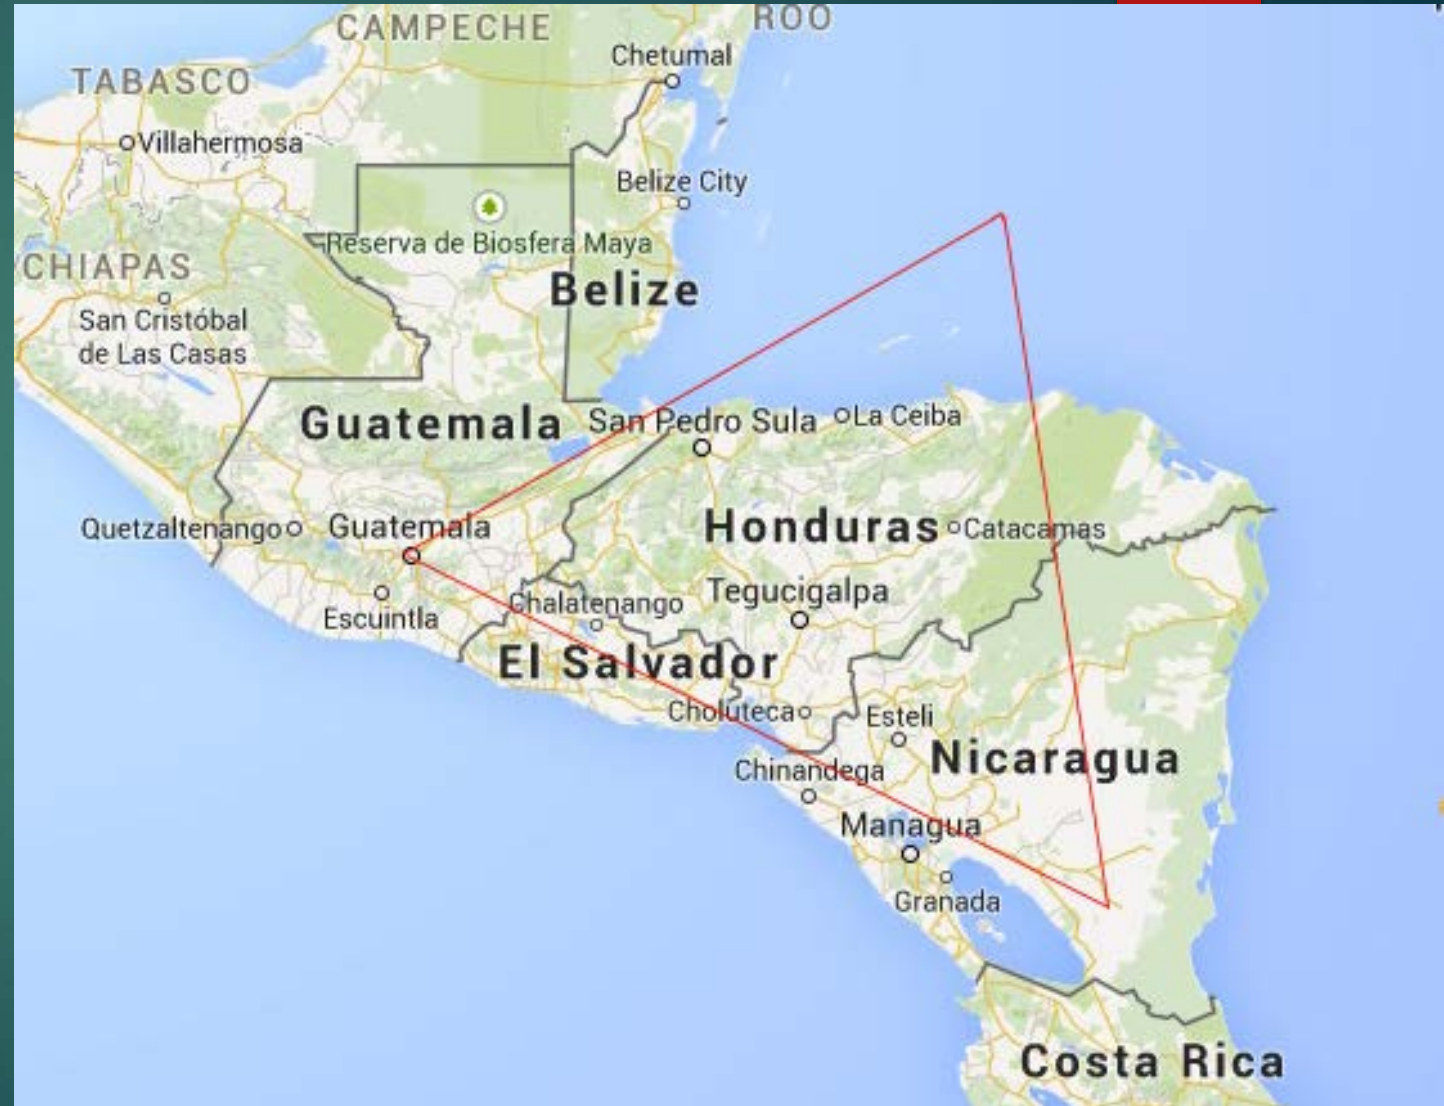 CAMPECHE
ROO
Chetumal
TABASCO
Villahermosa
Belize City
Reserva de Biosfera Maya
CHIAPAS
Belize
San Cristóbal
de Las Casas
Guatemala
San Pedro Sula
La Ceiba
Quetzaltenango
Guatemala
Honduras
Catacamas
Escuintla
Chalatenango
Tegucigalpa
El Salvador
Choluteca
Esteli
Nicaragua
Chinandega
Managua
Granada
Costa Rica